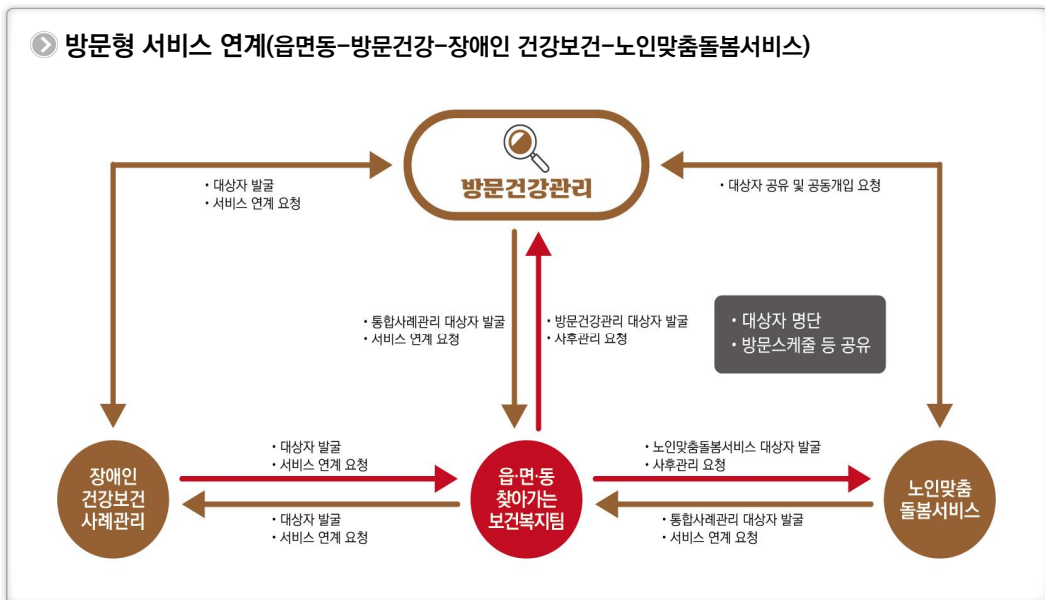 방문형 서비스 연계(읍면동-방문건강-장애인 건강보건-노인맞춤돌봄서비스)
방문건강관리
• 대상자 발굴
• 서비스 연계 요청
• 대상자 공유 및 공동개입 요청
• 통합사례관리 대상자 발굴
• 서비스 연계 요청
• 방문건강관리 대상자 발굴
• 사후관리 요청
• 대상자 명단
• 방문스케줄 등 공유
• 대상자 발굴
• 서비스 연계 요청
• 노인맞춤돌봄서비스 대상자 발굴
• 사후관리 요청
장애인
건강보건
사례관리
읍·면·동
찾아가는
보건복지팀
노인맞춤
돌봄서비스
• 대상자 발굴
• 서비스 연계 요청
• 통합사례관리 대상자 발굴
• 서비스 연계 요청